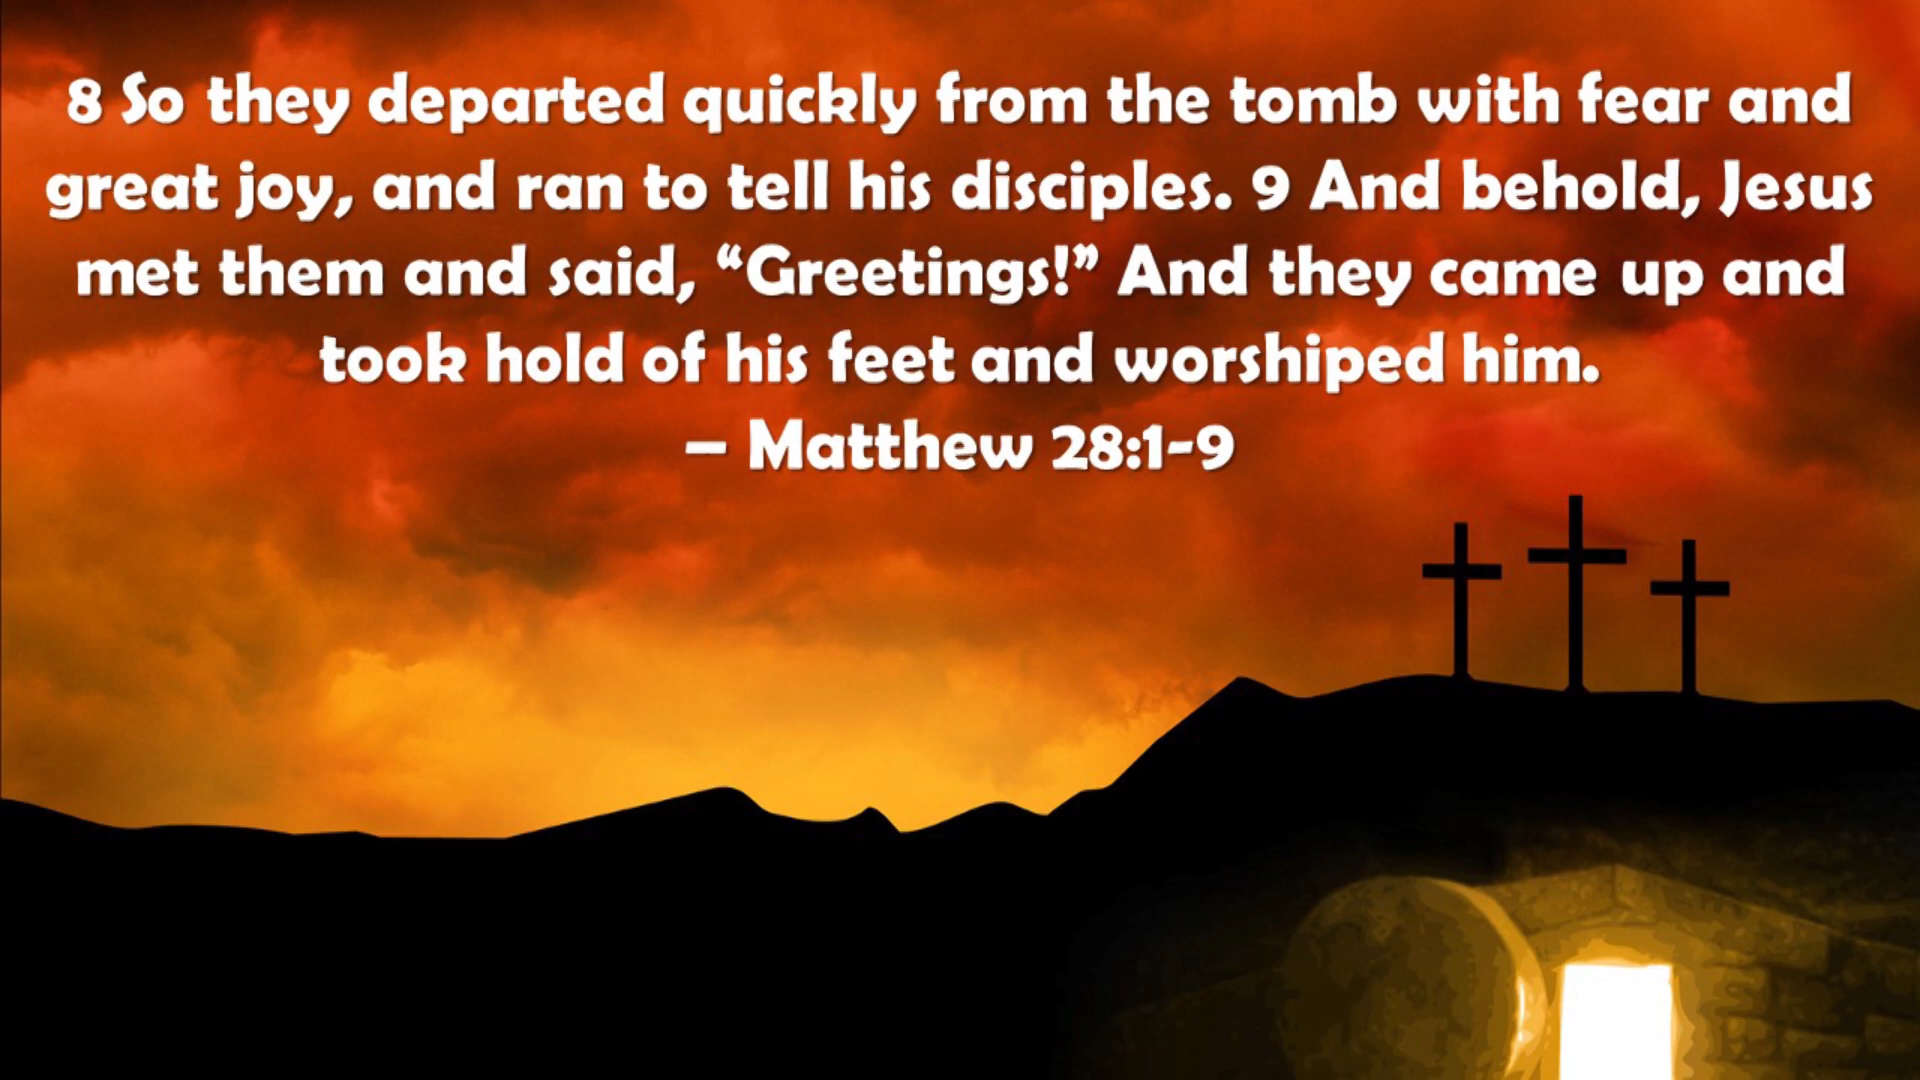 8 So they departed quickly from the tomb with fear and
great joy, and ran to tell his disciples. 9 And behold, Jesus
met them and said, “Greetings!” And they came up and
took hold of his feet and worshiped him.
– Matthew 28:1-9